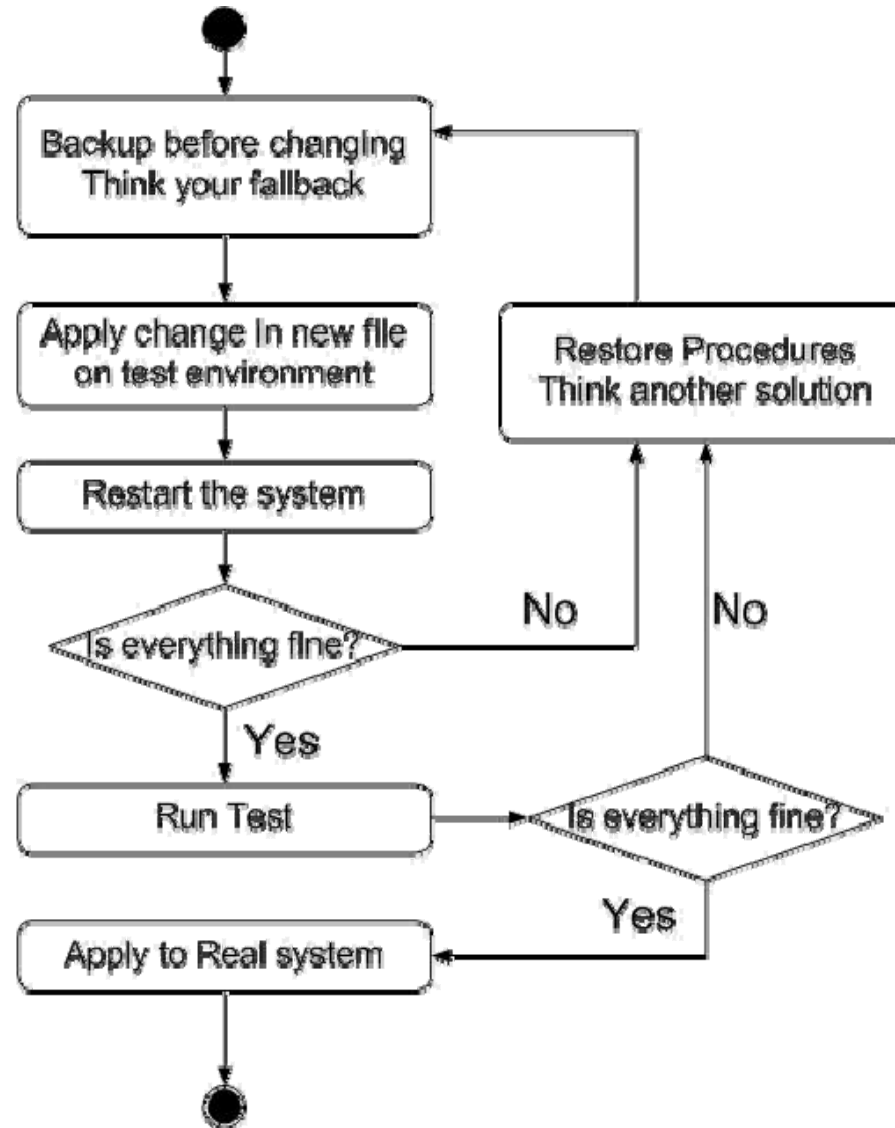 Backup before changing
Think your fallback
Apply change in new file
on test environment
Restore Procedures
Think another solution
Restart the system
No
No
Is everything fine?
Yes
Run Test
Is everything fine?
Yes
Apply to Real system